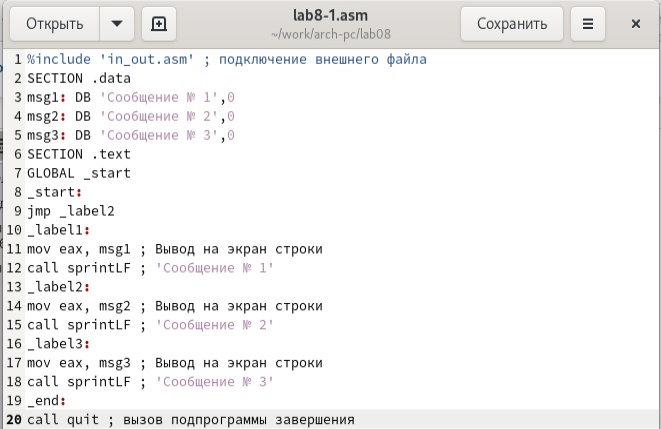 Открыть
lab8-1.asm
~/work/arch-pc/lab08
Сохранить
1 %include 'in_out.asm' ; подключение внешнего файла
2 SECTION .data
3 msg1: DB 'Сообщение № 1',0
4 msg2: DB 'Сообщение № 2',0
5 msg3: DB 'Сообщение № 3',0
6 SECTION .text
7 GLOBAL _start
8 _start:
9 jmp _label2
10 _label1:
11 mov eax, msg1 ; Вывод на экран строки
12 call sprintLF ; 'Сообщение № 1'
13 _label2:
14 mov eax, msg2 ; Вывод на экран строки
15 call sprintLF ; 'Сообщение № 2'
16 _label3:
17 mov eax, msg3 ; Вывод на экран строки
18 call sprintLF ; 'Сообщение № 3'
19 _end:
20 call quit ; вызов подпрограммы завершения